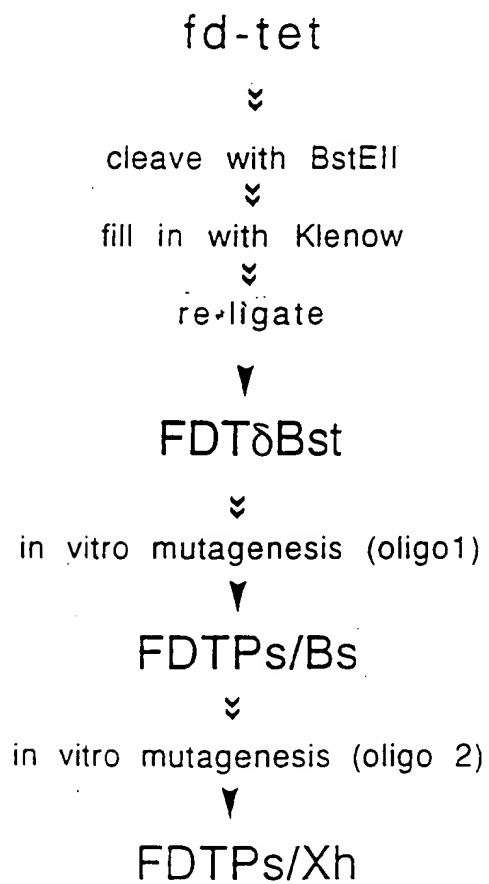 fd-tet
cleave with BstEII
fill in with Klenow
re-ligate
FDTδBst
in vitro mutagenesis (oligo1)
FDTPs/Bs
in vitro mutagenesis (oligo 2)
FDTPs/Xh